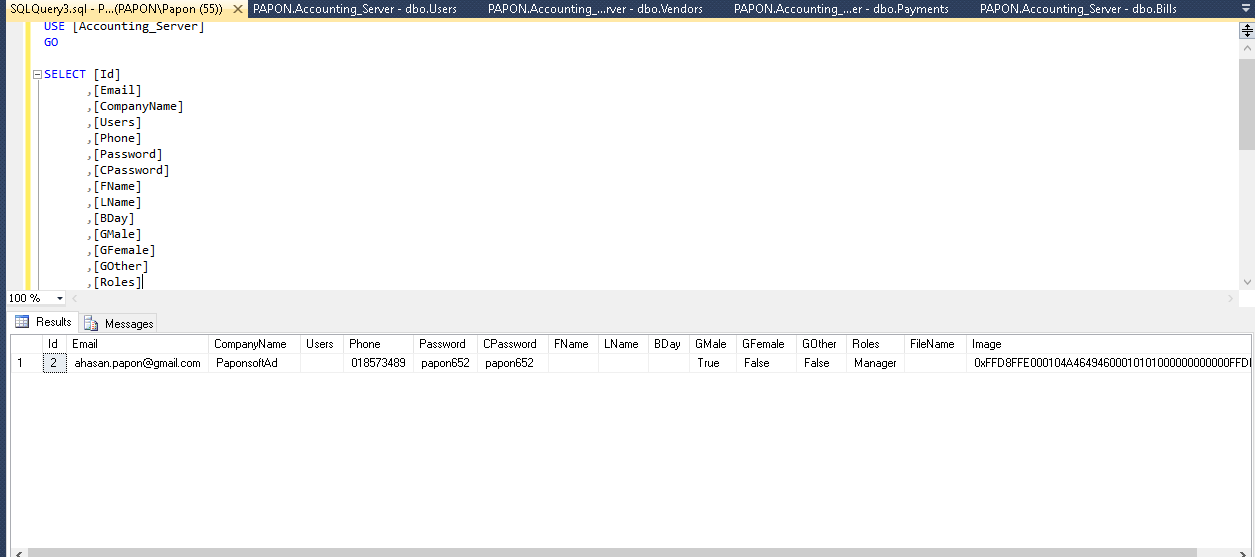 SQLQuery3.sql - P...(PAPON\Papon (55)) PAPON.Accounting_Server - dbo.Users PAPON.Accounting_...rver - dbo.Vendors PAPON.Accounting_...er - dbo.Payments PAPON.Accounting_Server - dbo.Bills
USE [Accounting_Server]
GO
SELECT [Id]
,[Email]
,[CompanyName]
,[Users]
,[Phone]
,[Password]
,[CPassword]
,[FName]
,[LName]
,[BDay]
,[GMale]
,[GFemale]
,[GOther]
,[Roles]
100 %
Results Messages
Id Email CompanyName Users Phone Password CPassword FName LName BDay GMale GFemale GOther Roles FileName Image
1 2 ahasan.papon@gmail.com PaponsoftAd 018573489 papon652 papon652 True False False Manager 0xFFD8FFE000104A46494600010101000000000000FFD